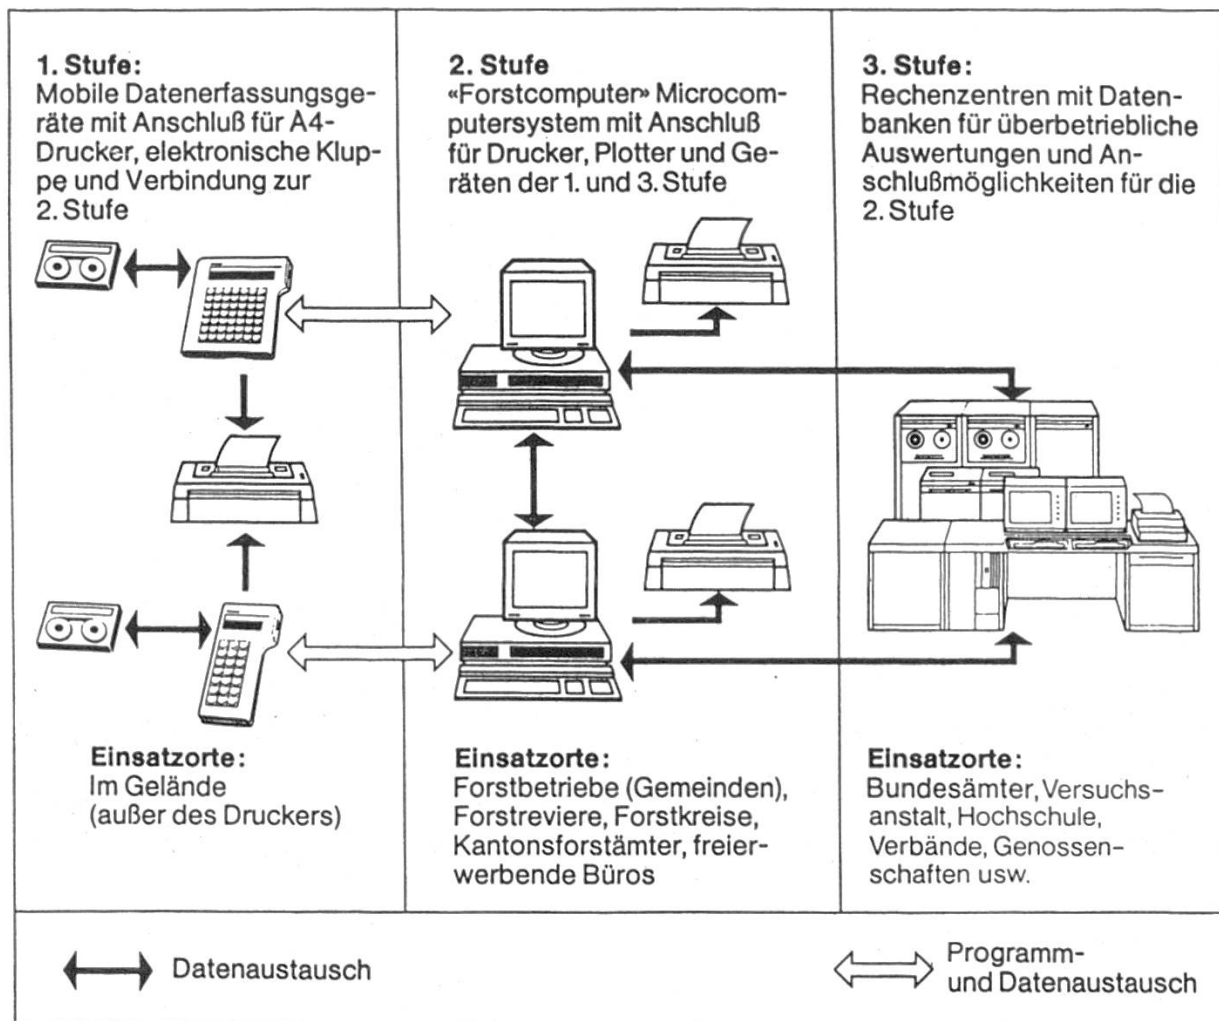 1. Stufe:
Mobile Datenerfassungsge-
räte mit Anschluß für A4-
Drucker, elektronische Klup-
pe und Verbindung zur
2. Stufe
2. Stufe
«Forstcomputer» Microcom-
putersystem mit Anschluß
für Drucker, Plotter und Ge-
räten der 1. und 3. Stufe
3. Stufe:
Rechenzentren mit Daten-
banken für überbetriebliche
Auswertungen und An-
schlußmöglichkeiten für die
2. Stufe
Einsatzorte:
Im Gelände
(außer des Druckers)
Einsatzorte:
Forstbetriebe (Gemeinden),
Forstreviere, Forstkreise,
Kantonsforstämter, freier-
werbende Büros
Einsatzorte:
Bundesämter, Versuchs-
anstalt, Hochschule,
Verbände, Genossen-
schaften usw.
Datenaustausch
Programm-
und Datenaustausch